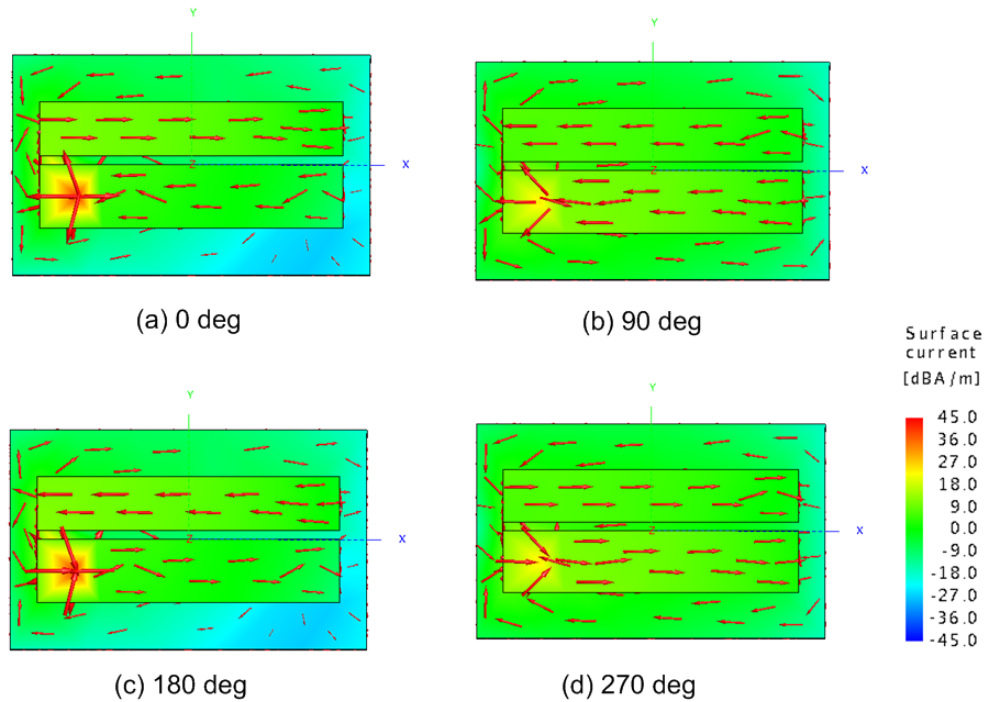 Y
Y
Z
X
Z
X
(a) 0 deg
(b) 90 deg
Surface
current
[dBA/m]
45.0
36.0
27.0
18.0
9.0
0.0
-9.0
-18.0
-27.0
-36.0
-45.0
Y
Y
Z
X
Z
X
(c) 180 deg
(d) 270 deg